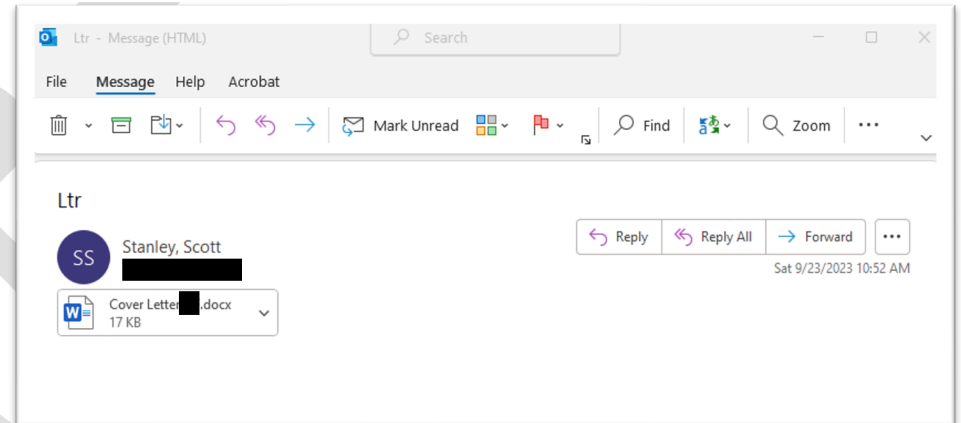 Ltr - Message (HTML)
Search
File Message Help Acrobat
Mark Unread Find Zoom
Ltr
SS
Stanley, Scott
Reply Reply All Forward
Sat 9/23/2023 10:52 AM
Cover Letter .docx
17 KB